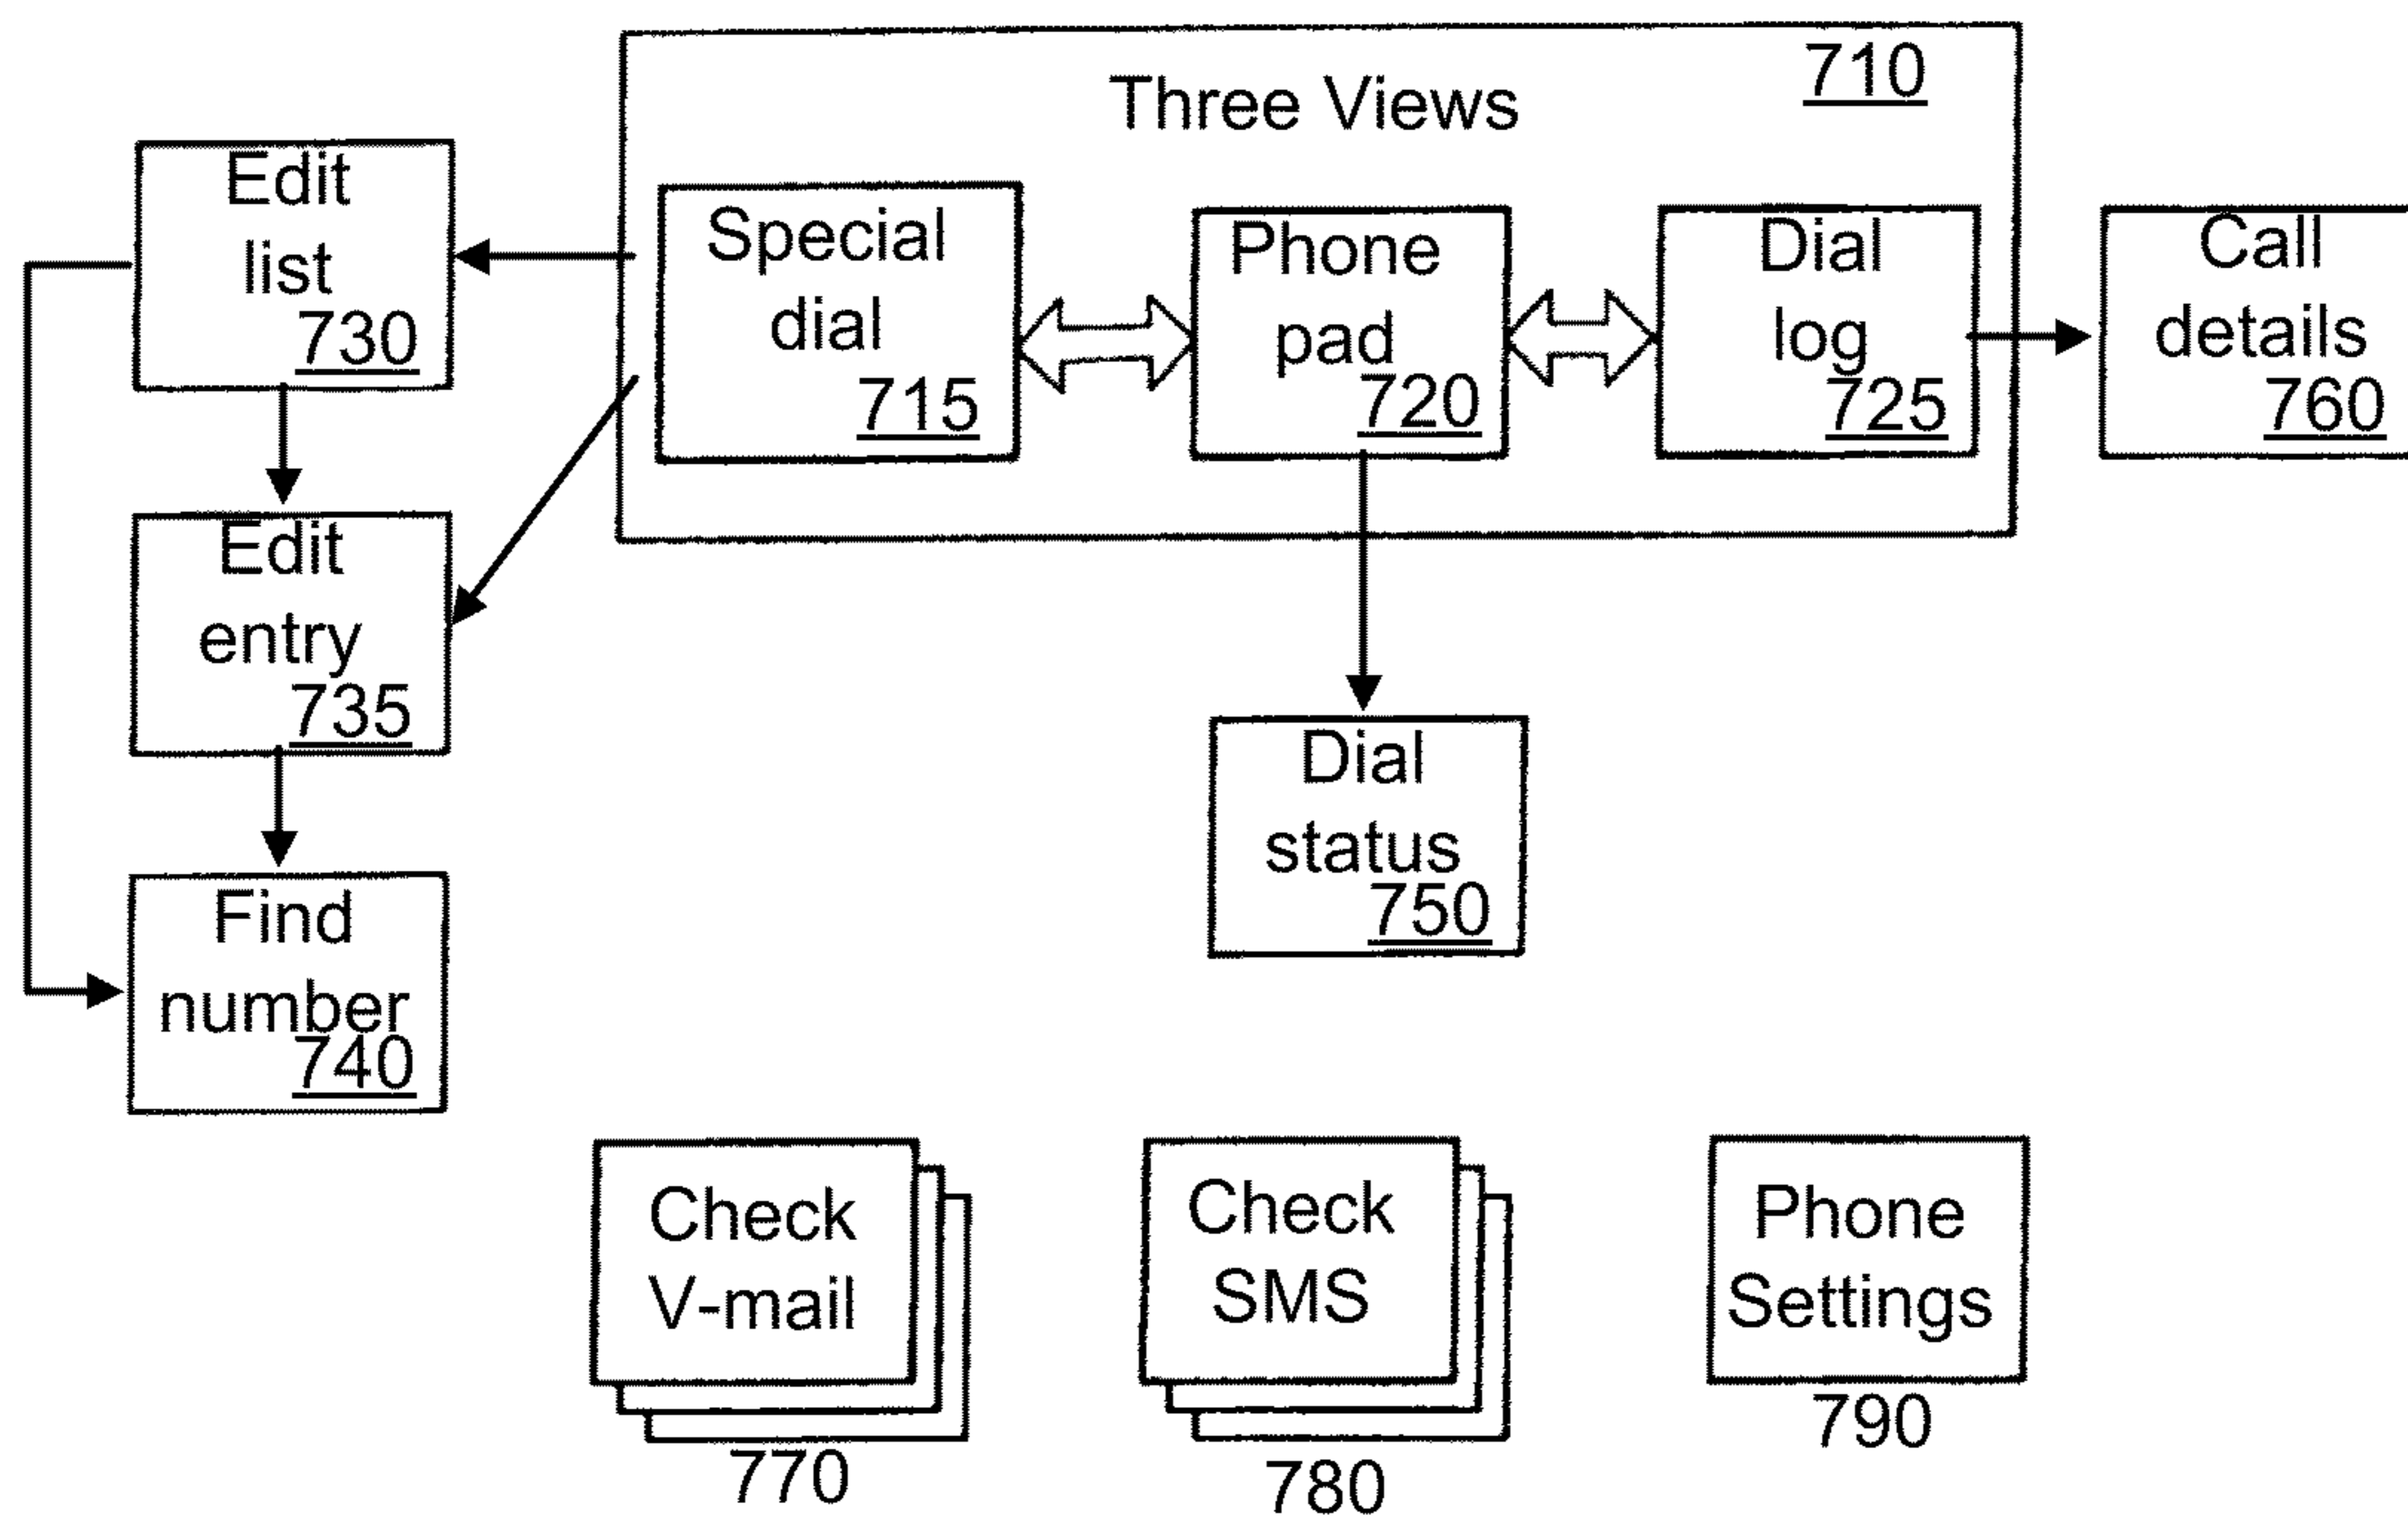 710
Three Views
Edit
list
730
Special
dial
715
Phone
pad
720
Dial
log
725
Call
details
760
Edit
entry
735
Dial
status
750
Find
number
740
Check
V-mail
770
Check
SMS
780
Phone
Settings
790